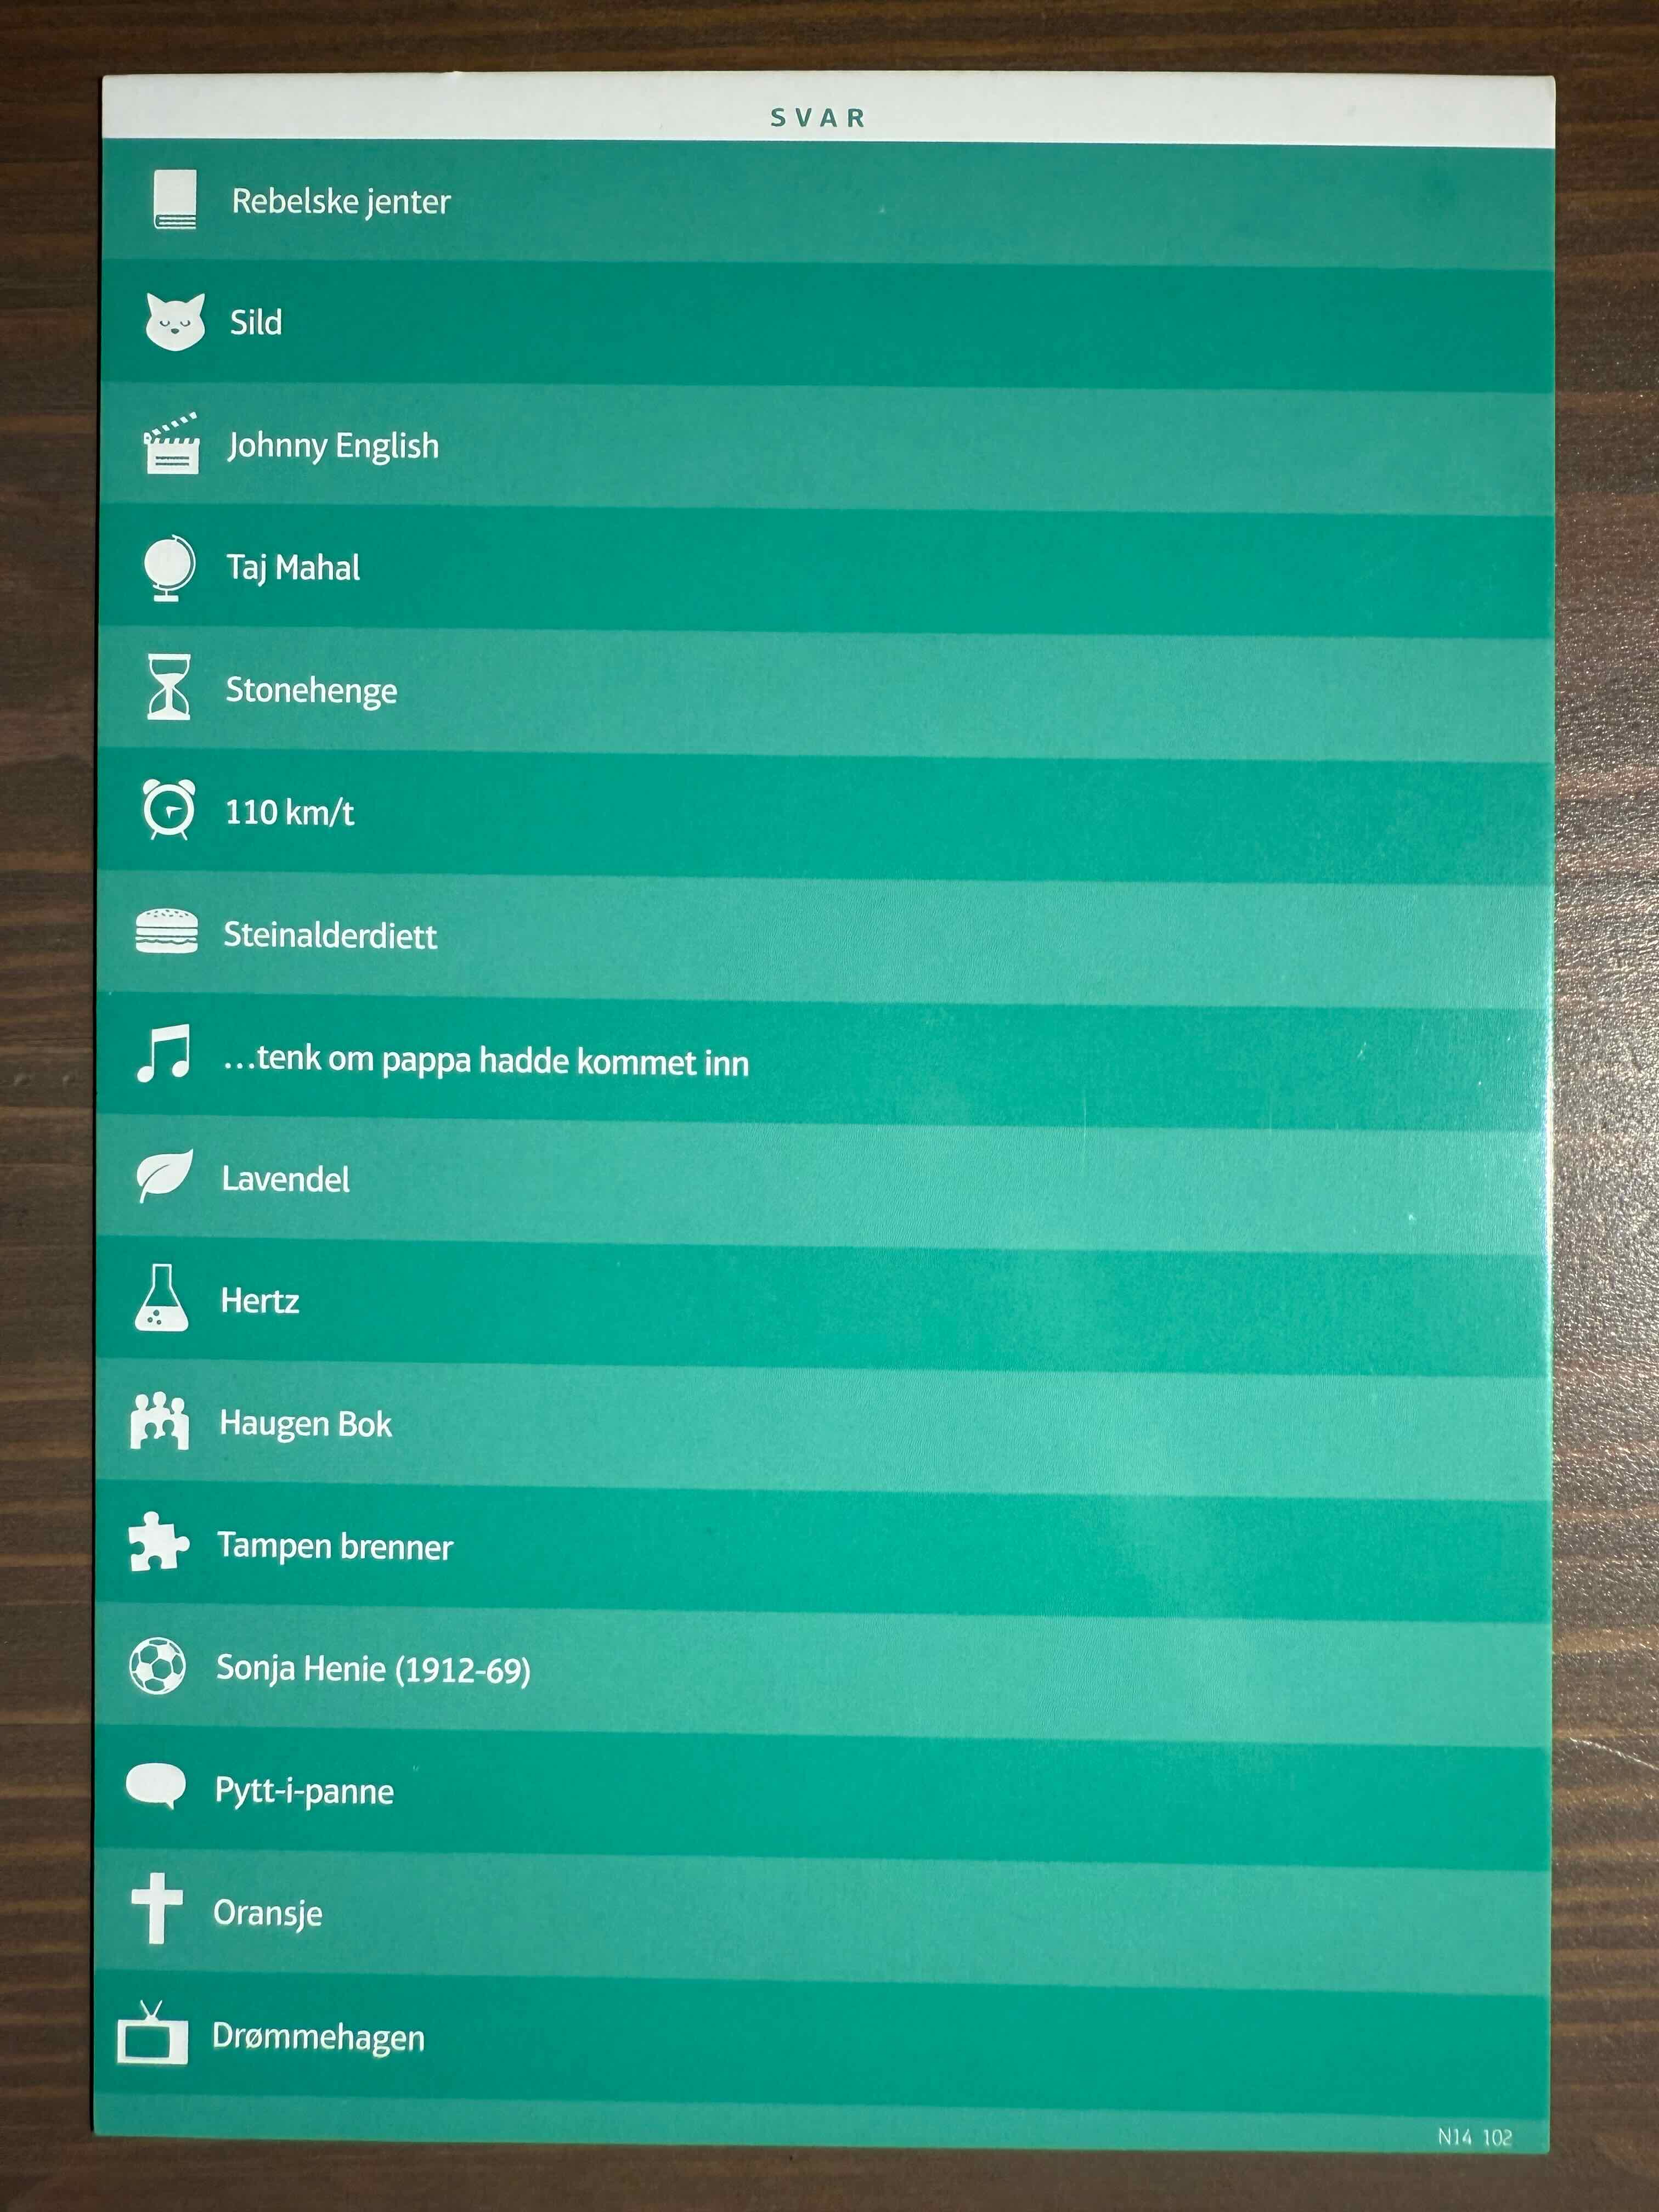 SVAR
Rebelske jenter
Sild
Johnny English
Taj Mahal
Stonehenge
110 km/t
Steinalderdiett
...tenk om pappa hadde kommet inn
Lavendel
Hertz
Haugen Bok
Tampen brenner
Sonja Henie (1912-69)
Pytt-i-panne
Oransje
Drømmehagen
N14 102